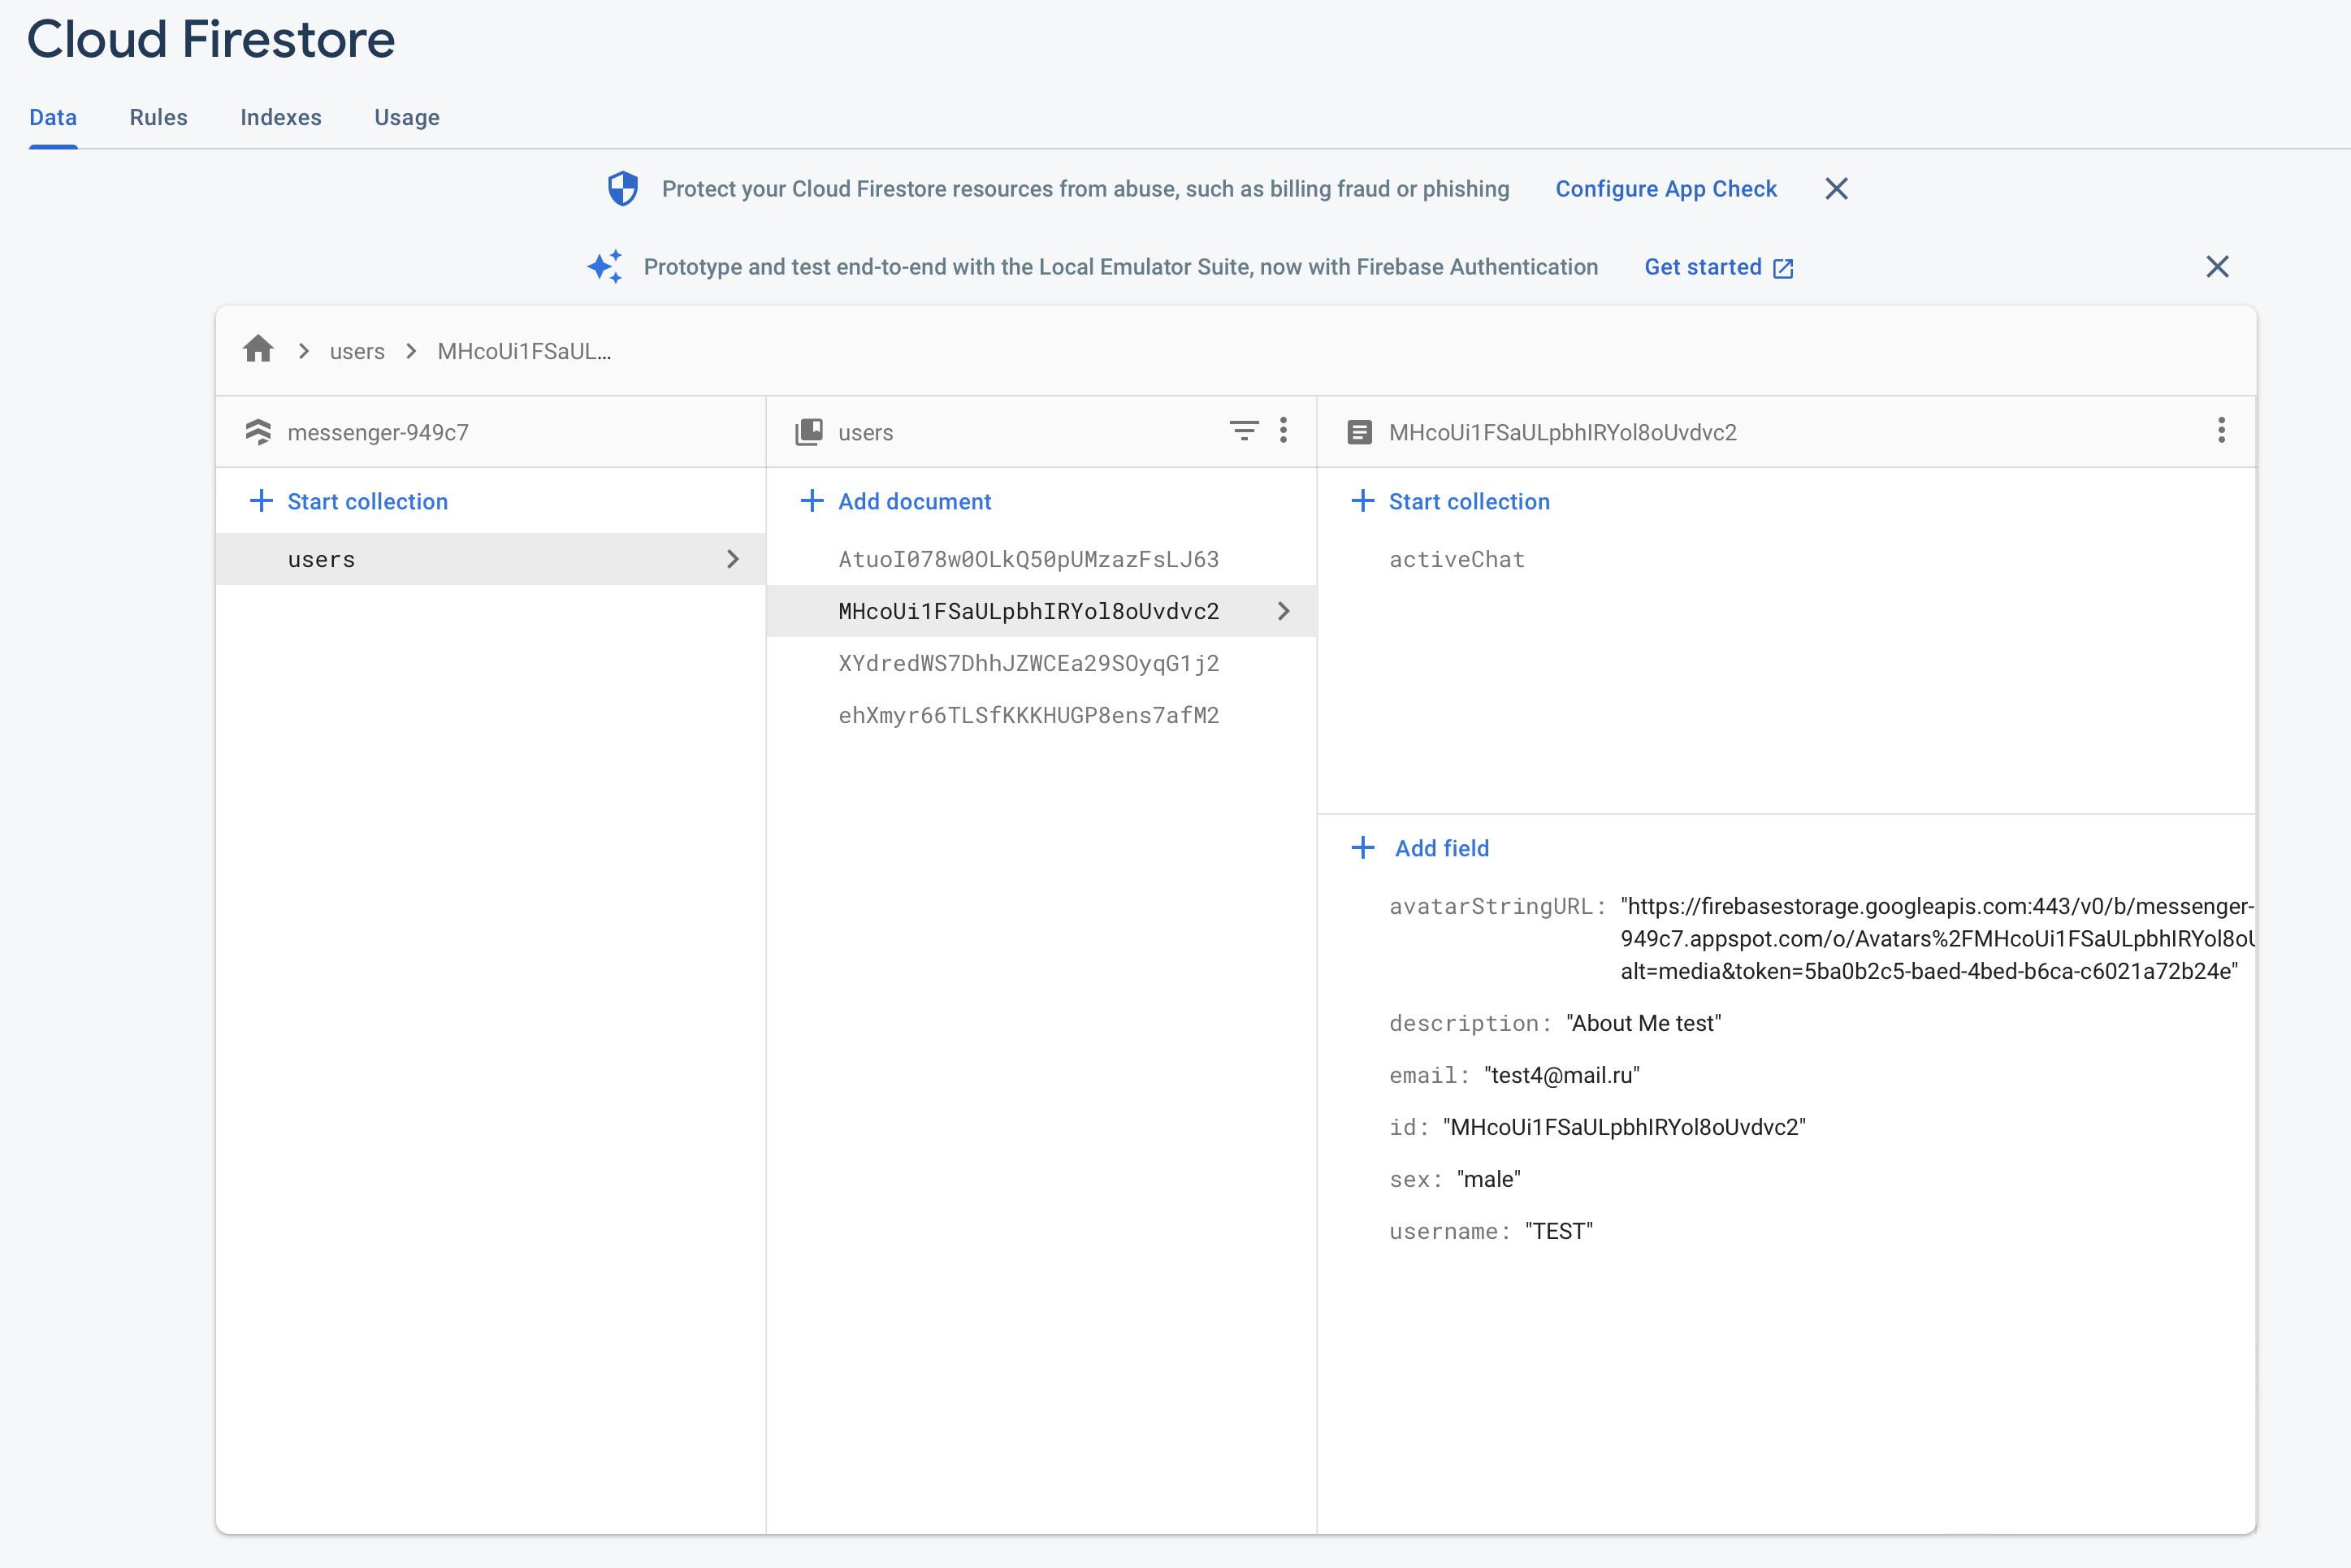 Cloud Firestore
Data Rules Indexes Usage
Protect your Cloud Firestore resources from abuse, such as billing fraud or phishing Configure App Check
Prototype and test end-to-end with the Local Emulator Suite, now with Firebase Authentication Get started
users MHcoUi1FSaUL...
messenger-949c7
Start collection
users
users
Add document
AtuoI078w0OLkQ50pUMzazFsLJ63
MHcoUi1FSaULpbhIRYol8oUvdvc2
XYdredWS7DhhJZWCEa29SOyqG1j2
ehXmyr66TLSfKKKHUGP8ens7afM2
MHcoUi1FSaULpbhIRYol8oUvdvc2
Start collection
activeChat
Add field
avatarStringURL: "https://firebasestorage.googleapis.com:443/v0/b/messenger-
949c7.appspot.com/o/Avatars%2FMHcoUi1FSaULpbhIRYol8oU
alt=media&token=5ba0b2c5-baed-4bed-b6ca-c6021a72b24e"
description: "About Me test"
email: "test4@mail.ru"
id: "MHcoUi1FSaULpbhIRYol8oUvdvc2"
sex: "male"
username: "TEST"